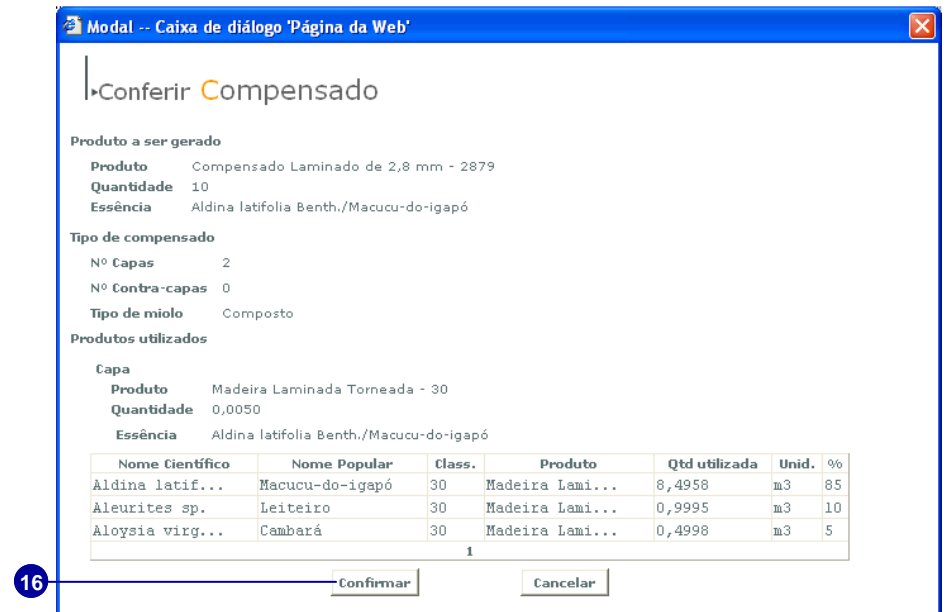 Modal -- Caixa de diálogo 'Página da Web'
Conferir Compensado
Produto a ser gerado
Produto Compensado Laminado de 2,8 mm - 2879
Quantidade 10
Essência Aldina latifolia Benth./Macucu-do-igapó
Tipo de compensado
Nº Capas 2
Nº Contra-capas 0
Tipo de miolo Composto
Produtos utilizados
Capa
Produto Madeira Laminada Torneada - 30
Quantidade 0,0050
Essência Aldina latifolia Benth./Macucu-do-igapó
Nome Científico Nome Popular Class. Produto Qtd utilizada Unid. %
Aldina latif... Macucu-do-igapó 30 Madeira Lami... 8,4958 m3 85
Aleurites sp. Leiteiro 30 Madeira Lami... 0,9995 m3 10
Aloysia virg... Cambará 30 Madeira Lami... 0,4998 m3 5
1
16 Confirmar Cancelar